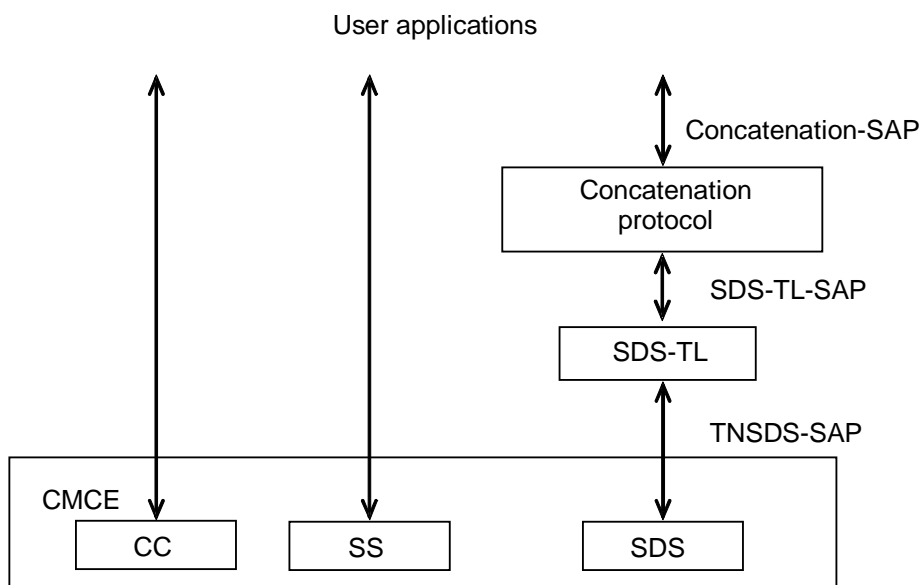 User applications
Concatenation-SAP
Concatenation
protocol
SDS-TL-SAP
SDS-TL
TNSDS-SAP
CMCE
CC
SS
SDS